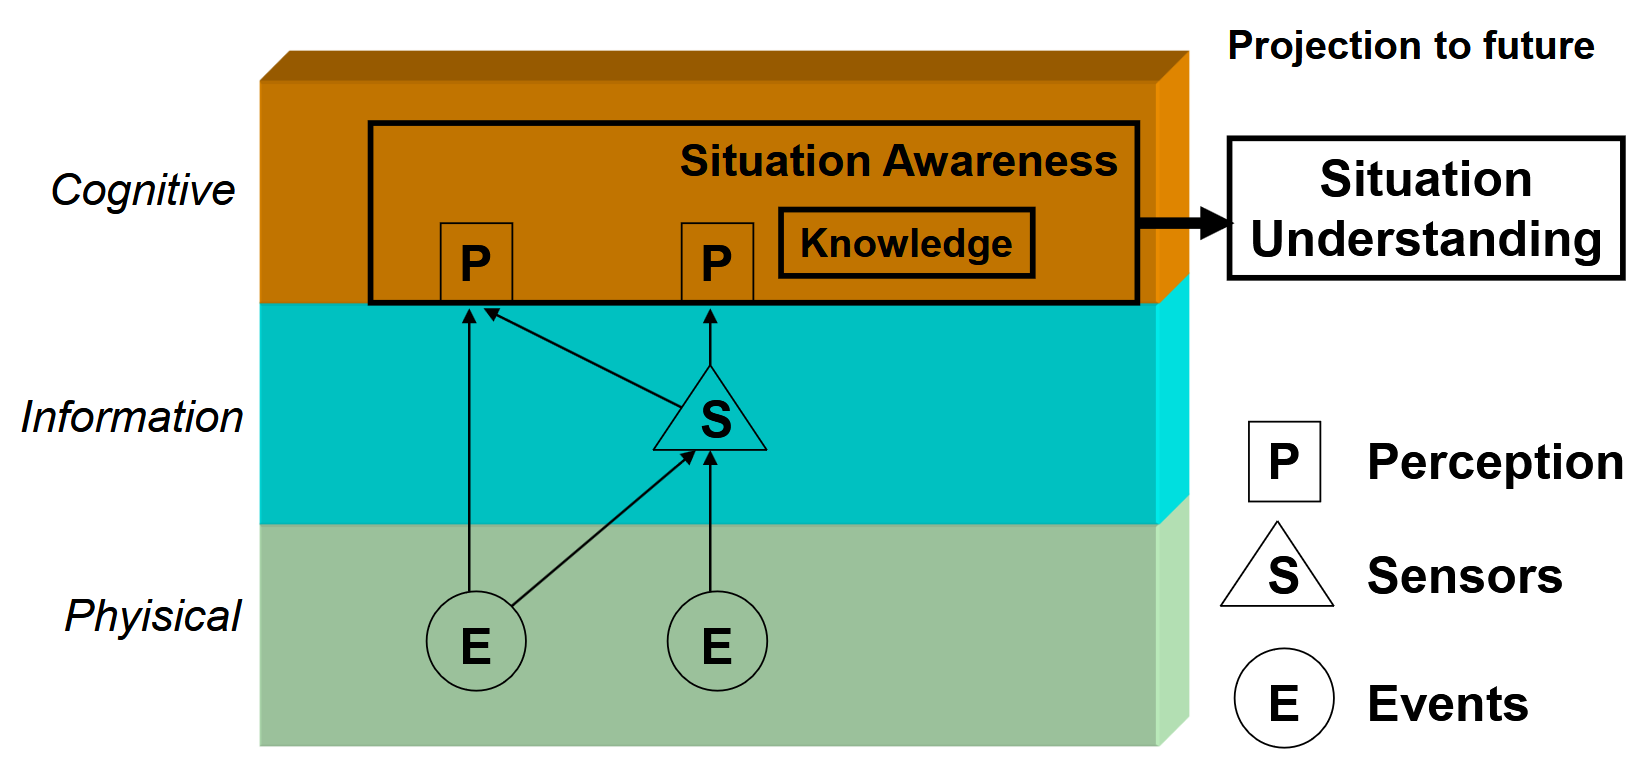 Projection to future
Cognitive
Situation Awareness
Situation
Understanding
P
P
Knowledge
Information
S
P Perception
S Sensors
Phyisical
E
E
E Events